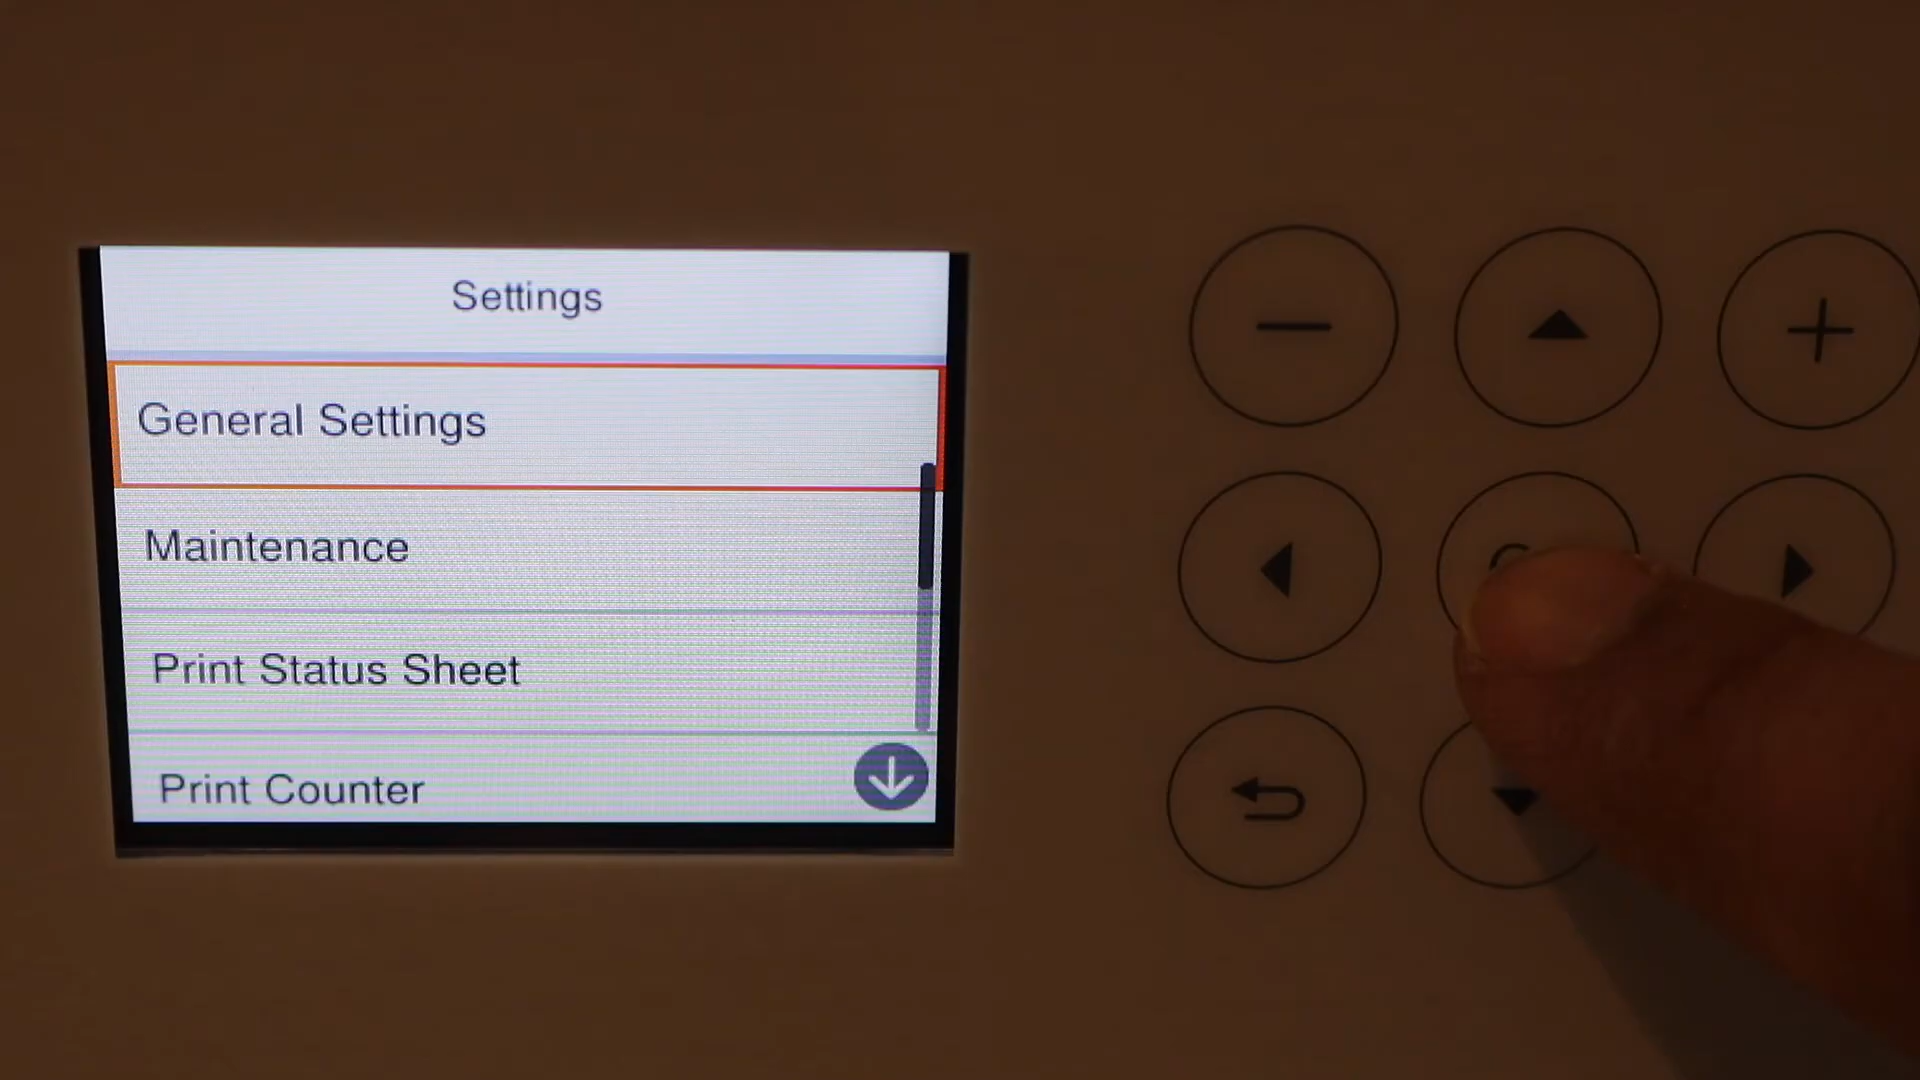 Settings
General Settings
Maintenance
Print Status Sheet
Print Counter